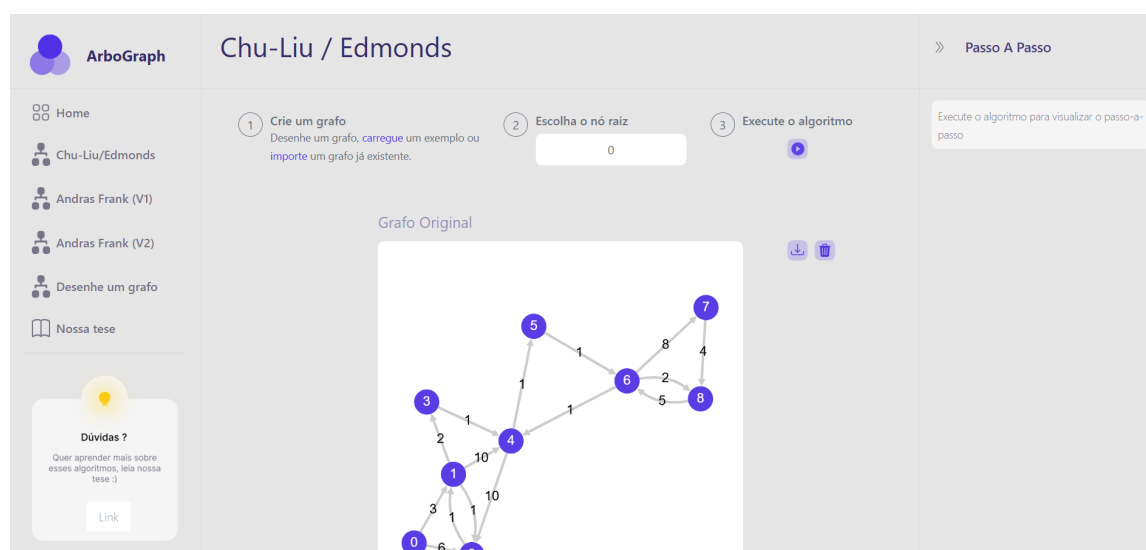 ArboGraph
Home
Chu-Liu/Edmonds
Andras Frank (V1)
Andras Frank (V2)
Desenhe um grafo
Nossa tese
Dúvidas ?
Quer aprender mais sobre
esses algoritmos, leia nossa
tese :)
Link
Chu-Liu / Edmonds
1
Crie um grafo
Desenhe um grafo, carregue um exemplo ou
importe um grafo já existente.
2
Escolha o nó raiz
0
3
Execute o algoritmo
Grafo Original
7
5
8
1
4
6
2
5
8
1
1
3
1
2
4
10
1
10
3
1
1
0
6
Passo A Passo
Execute o algoritmo para visualizar o passo-a-
passo